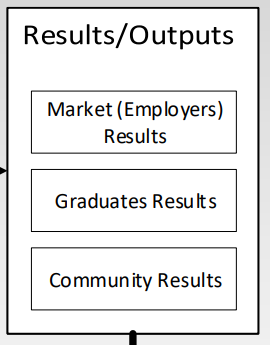 Results/Outputs
Market (Employers)
Results
Graduates Results
Community Results